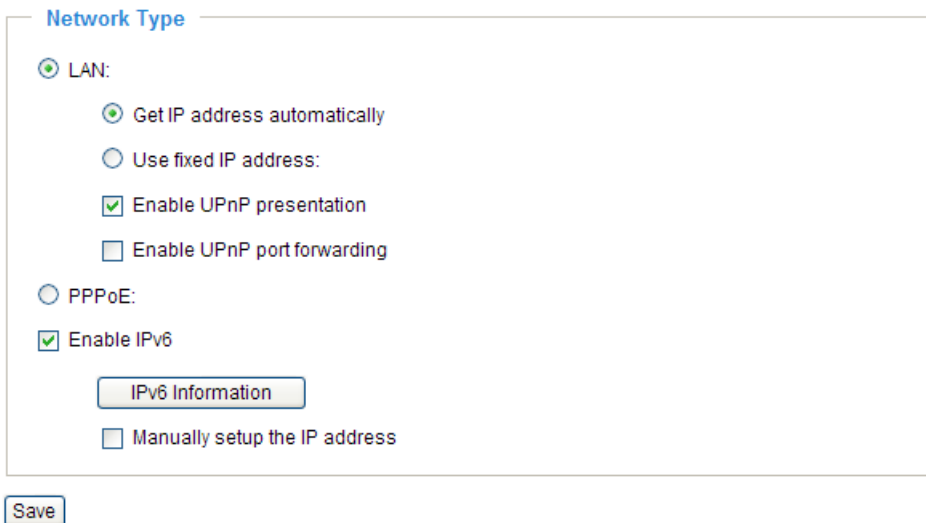 Network Type
LAN:
Get IP address automatically
Use fixed IP address:
Enable UPnP presentation
Enable UPnP port forwarding
PPPoE:
Enable IPv6
IPv6 Information
Manually setup the IP address
Save